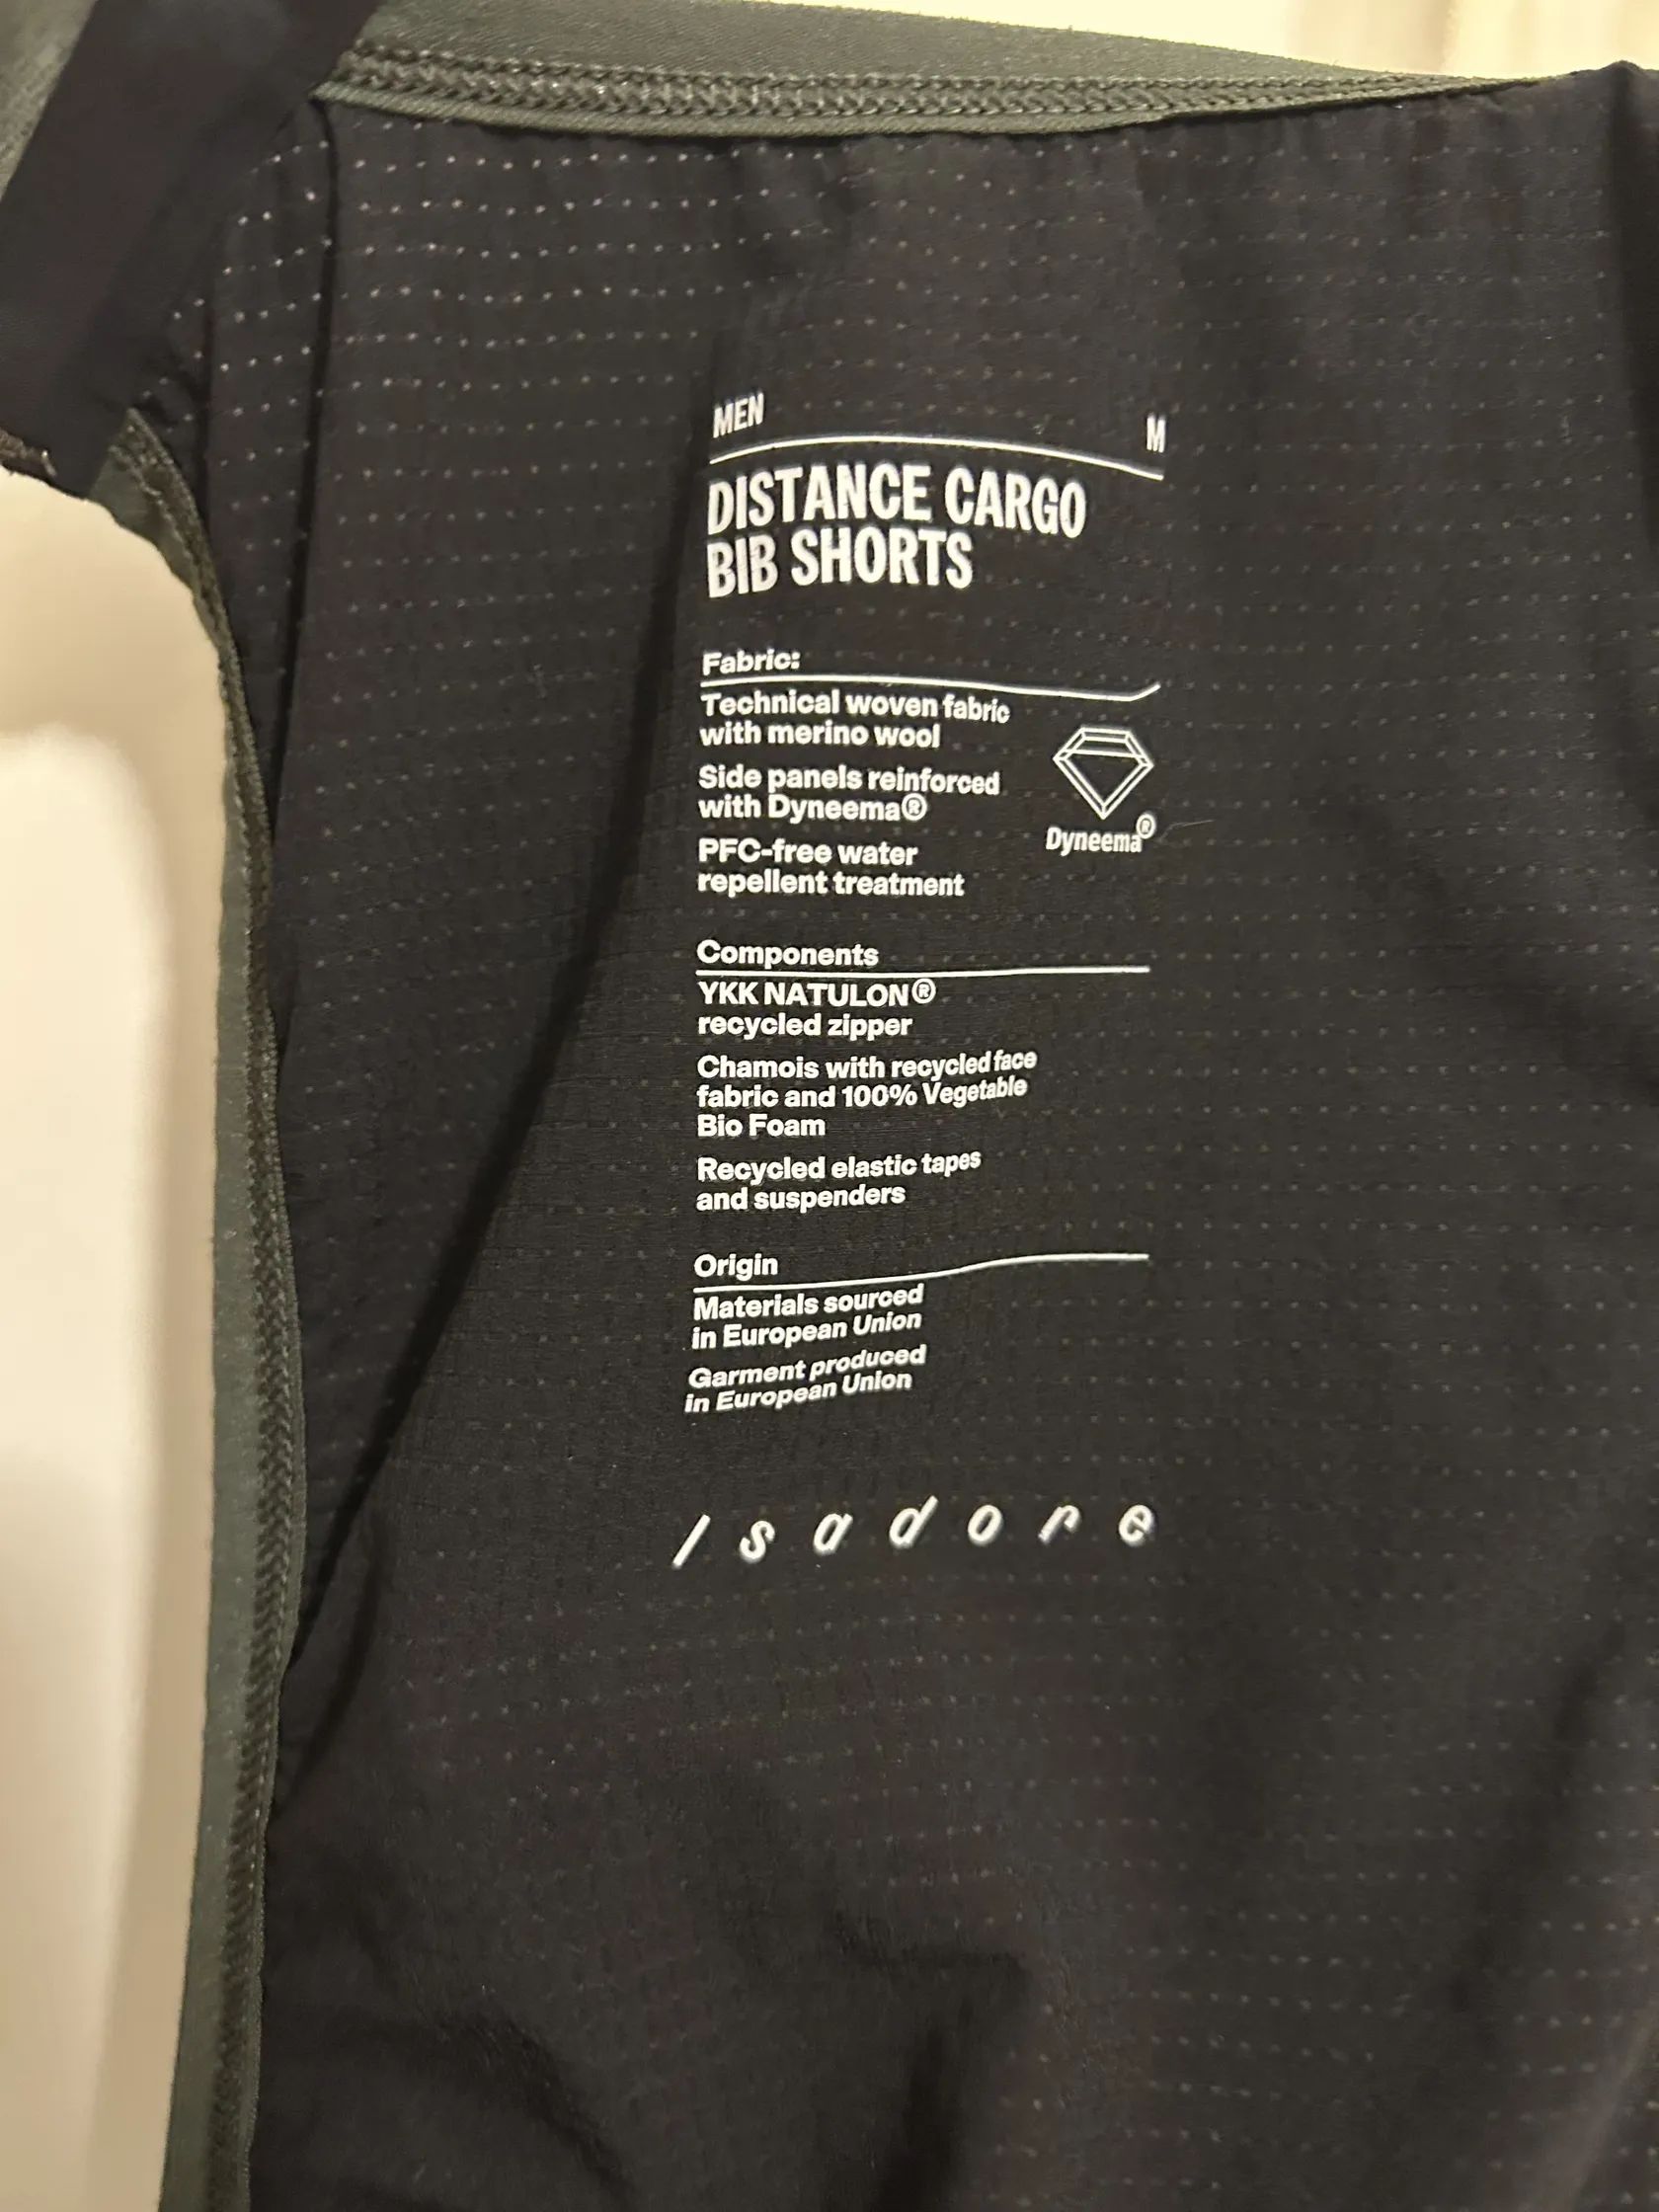 MEN M
DISTANCE CARGO
BIB SHORTS
Fabric:
Technical woven fabric
with merino wool
Side panels reinforced
with Dyneema®
Dyneema®
PFC-free water
repellent treatment
Components
YKK NATULON®
recycled zipper
Chamois with recycled face
fabric and 100% Vegetable
Bio Foam
Recycled elastic tapes
and suspenders
Origin
Materials sourced
in European Union
Garment produced
in European Union
Isadore